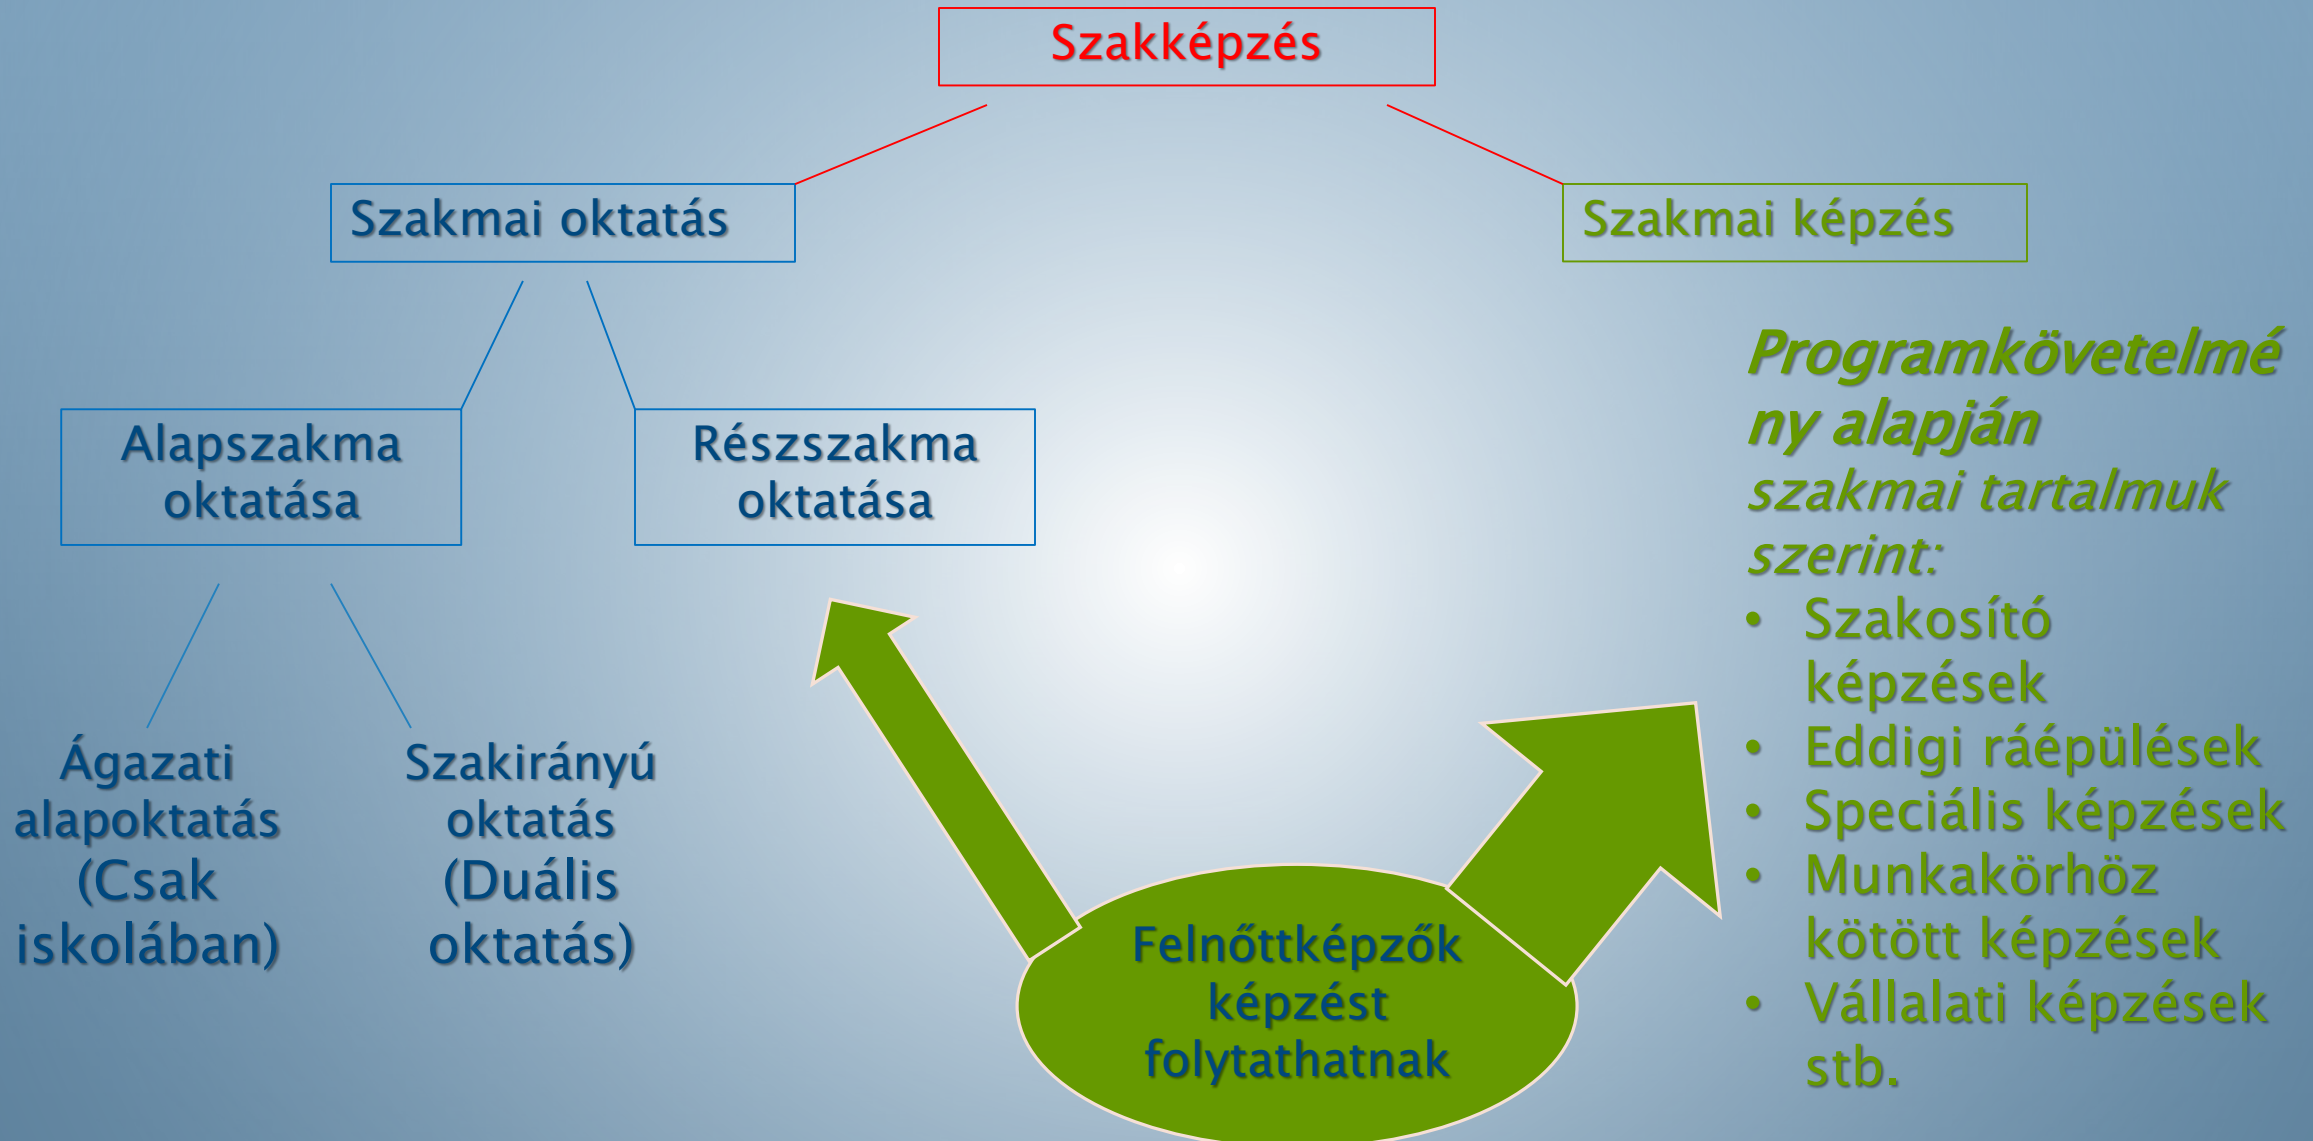 Szakképzés
Szakmai oktatás
Szakmai képzés
Alapszakma
oktatása
Részszakma
oktatása
Ágazati
alapoktatás
(Csak
iskolában)
Szakirányú
oktatás
(Duális
oktatás)
Felnőttképzők
képzést
folytathatnak
Programkövetelmé
ny alapján
szakmai tartalmuk
szerint:
• Szakosító
képzések
• Eddigi ráépülések
• Speciális képzések
• Munkakörhöz
kötött képzések
• Vállalati képzések
stb.